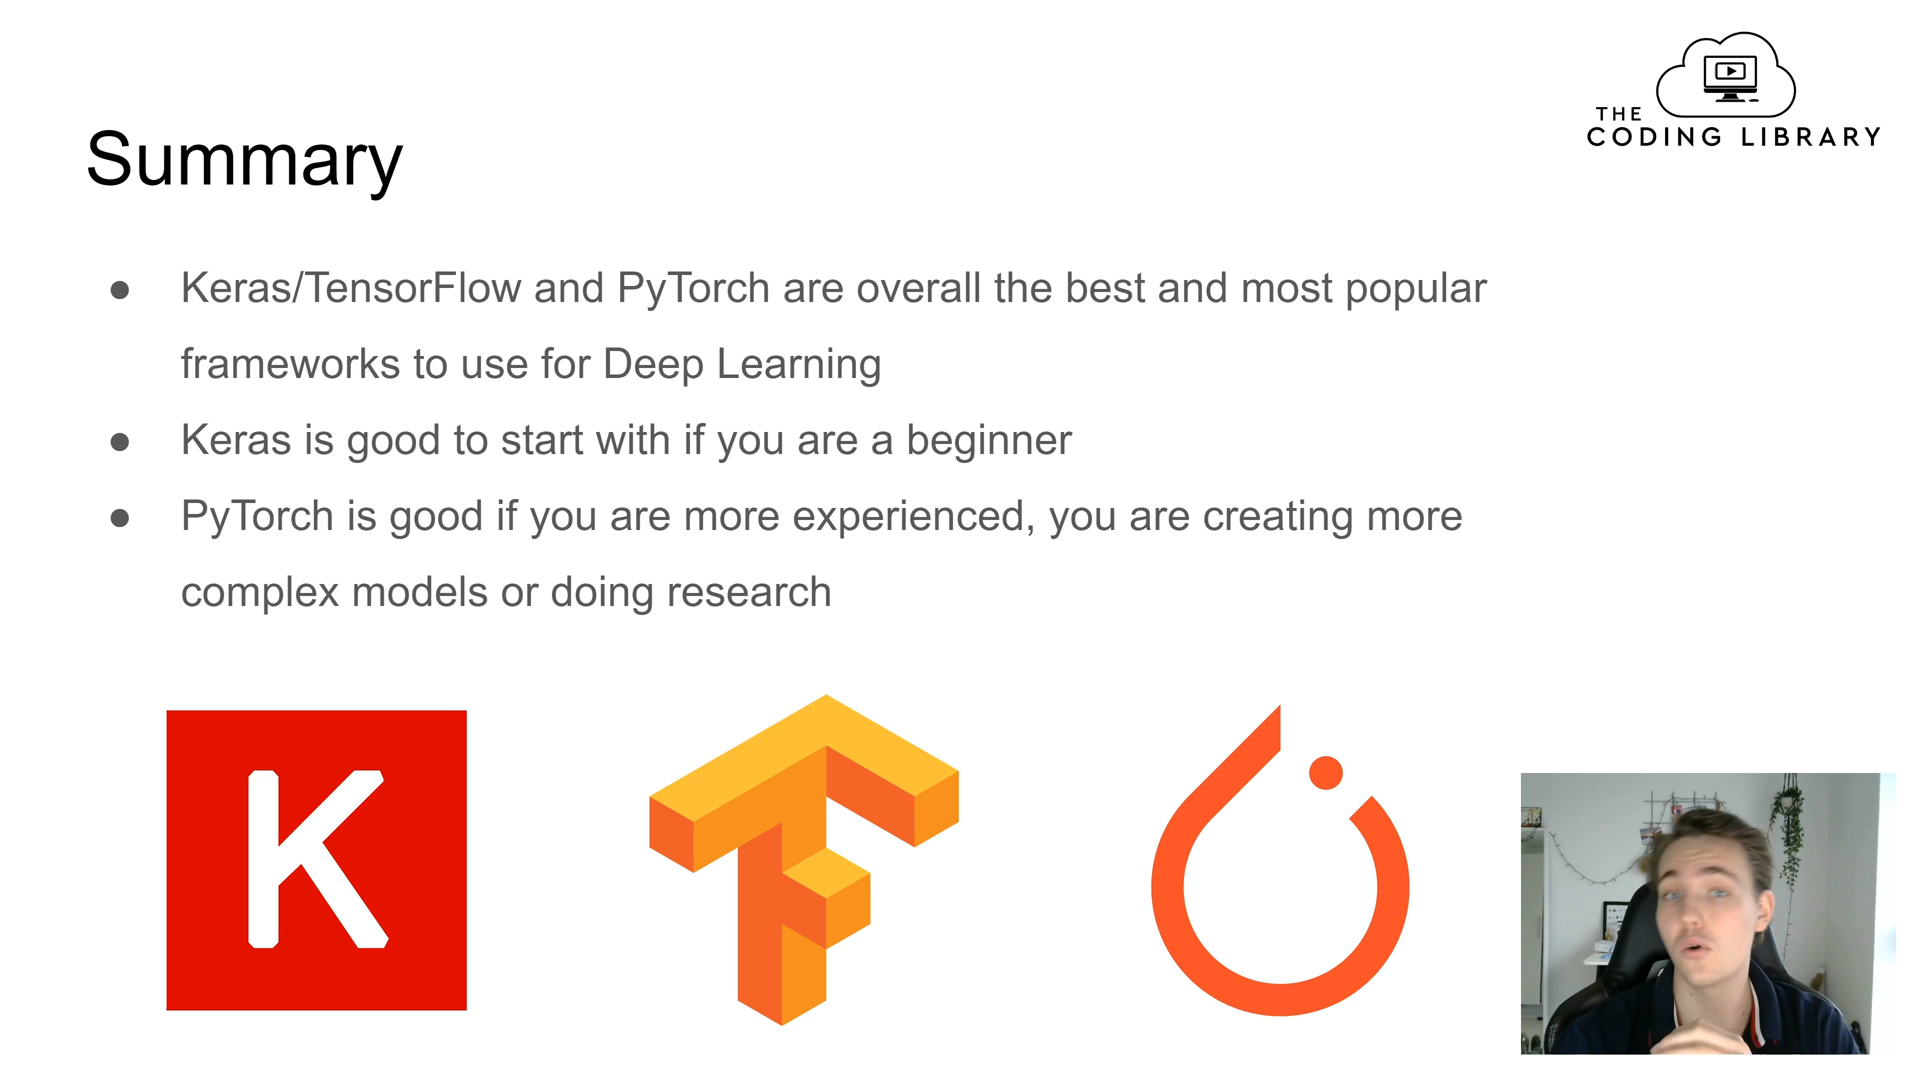 THE
CODING LIBRARY
Summary
● Keras/TensorFlow and PyTorch are overall the best and most popular
frameworks to use for Deep Learning
● Keras is good to start with if you are a beginner
● PyTorch is good if you are more experienced, you are creating more
complex models or doing research
K